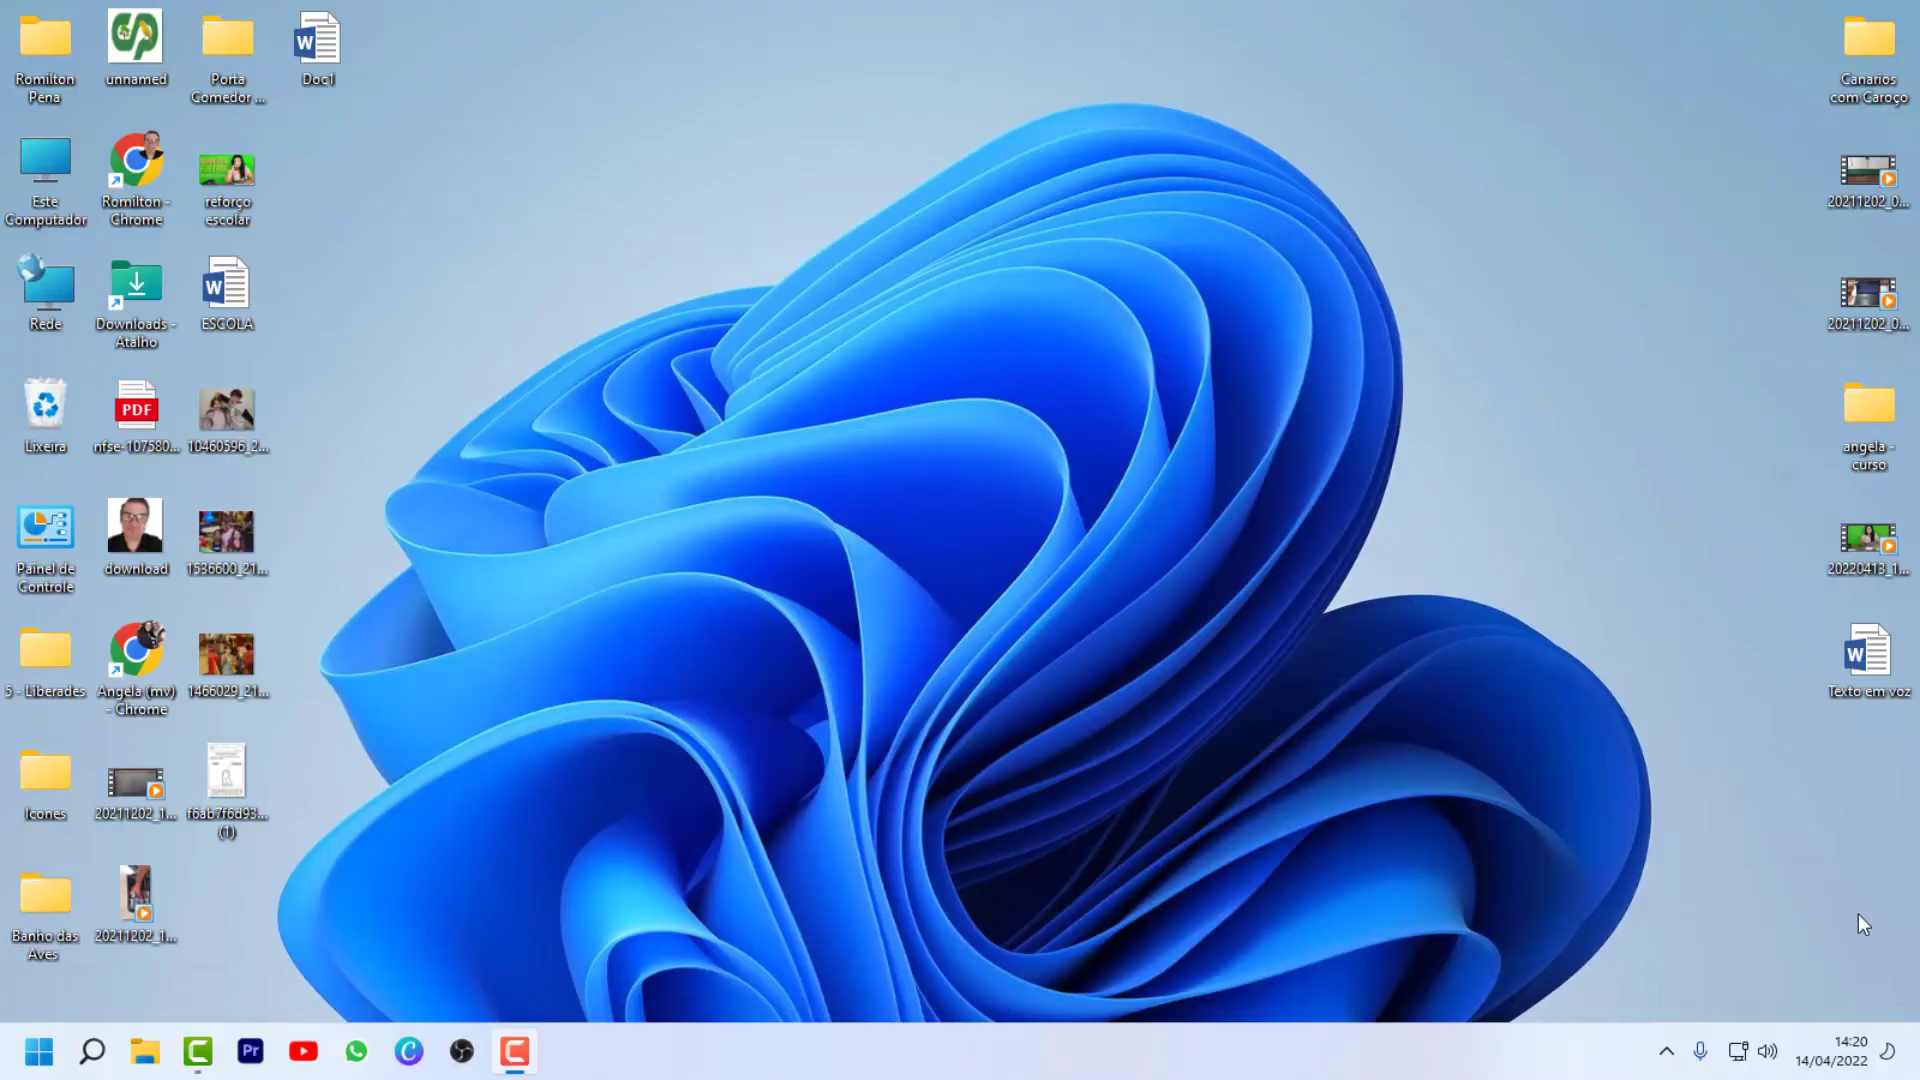 Romilton
Pena
unnamed
Porta
Comedor ...
Doc1
Canarios
com Caroço
Este
Computador
Romilton -
Chrome
reforço
escolar
20211202_0...
Rede
Downloads -
Atalho
ESCOLA
20211202_0...
PDF
Lixeira
nfse-107580...
10460596_2...
angela -
curso
Painel de
Controle
download
1536600_21...
20220413_1...
5 - Liberades
Angela (mv)
- Chrome
1466029_21...
Texto em voz
Icones
20211202_1...
f6ab7f6d93...
(1)
Banho das
Aves
20211202_1...
Pr
14:20
14/04/2022